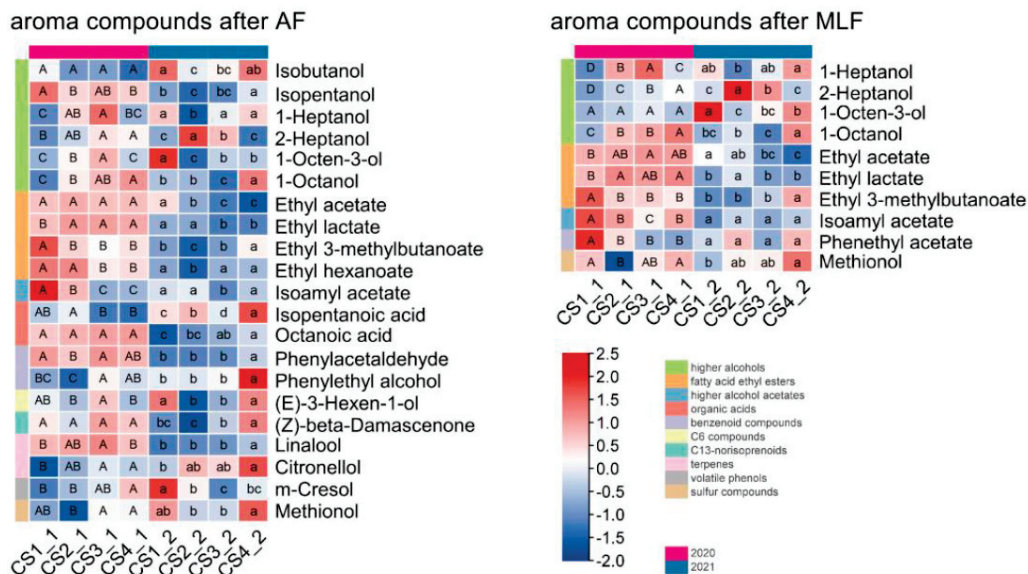 aroma compounds after AF
A A A A a c bc ab Isobutanol
A B AB B b c bc a Isopentanol
C AB A BC a b a a 1-Heptanol
B AB A A c a b c 2-Heptanol
C B A C a c b b 1-Octen-3-ol
C B AB A b b c a 1-Octanol
A A A A a b c c Ethyl acetate
B A A A a a b b Ethyl lactate
A B B B b c b a Ethyl 3-methylbutanoate
A A B B a b a a Ethyl hexanoate
A B C C a a b a Isoamyl acetate
AB A B B c b d a Isopentanoic acid
A A A A c bc ab a Octanoic acid
A B A AB b b b a Phenylacetaldehyde
BC C A AB b b b a Phenylethyl alcohol
AB B A B a b b a (E)-3-Hexen-1-ol
A A A A bc c b a (Z)-beta-Damascenone
B AB A B b b b a Linalool
B AB A A b ab ab a Citronellol
B B AB A a b c bc m-Cresol
AB B A A ab b b a Methionol
CS1_1 CS2_1 CS3_1 CS4_1 CS1_2 CS2_2 CS3_2 CS4_2
aroma compounds after MLF
D B A C ab b ab a 1-Heptanol
D C B A c a b c 2-Heptanol
A A A A a c bc b 1-Octen-3-ol
C B B A bc b c a 1-Octanol
B AB A AB a ab bc c Ethyl acetate
B A AB A b a b b Ethyl lactate
A B B B b b b a Ethyl 3-methylbutanoate
A B C B a a a a Isoamyl acetate
A B B B a a a a Phenethyl acetate
A B AB A b ab ab a Methionol
CS1_1 CS2_1 CS3_1 CS4_1 CS1_2 CS2_2 CS3_2 CS4_2
2.5
2.0
1.5
1.0
0.5
0.0
-0.5
-1.0
-1.5
-2.0
higher alcohols
fatty acid ethyl esters
higher alcohol acetates
organic acids
benzenoid compounds
C6 compounds
C13-norisoprenoids
terpenes
volatile phenols
sulfur compounds
2020
2021